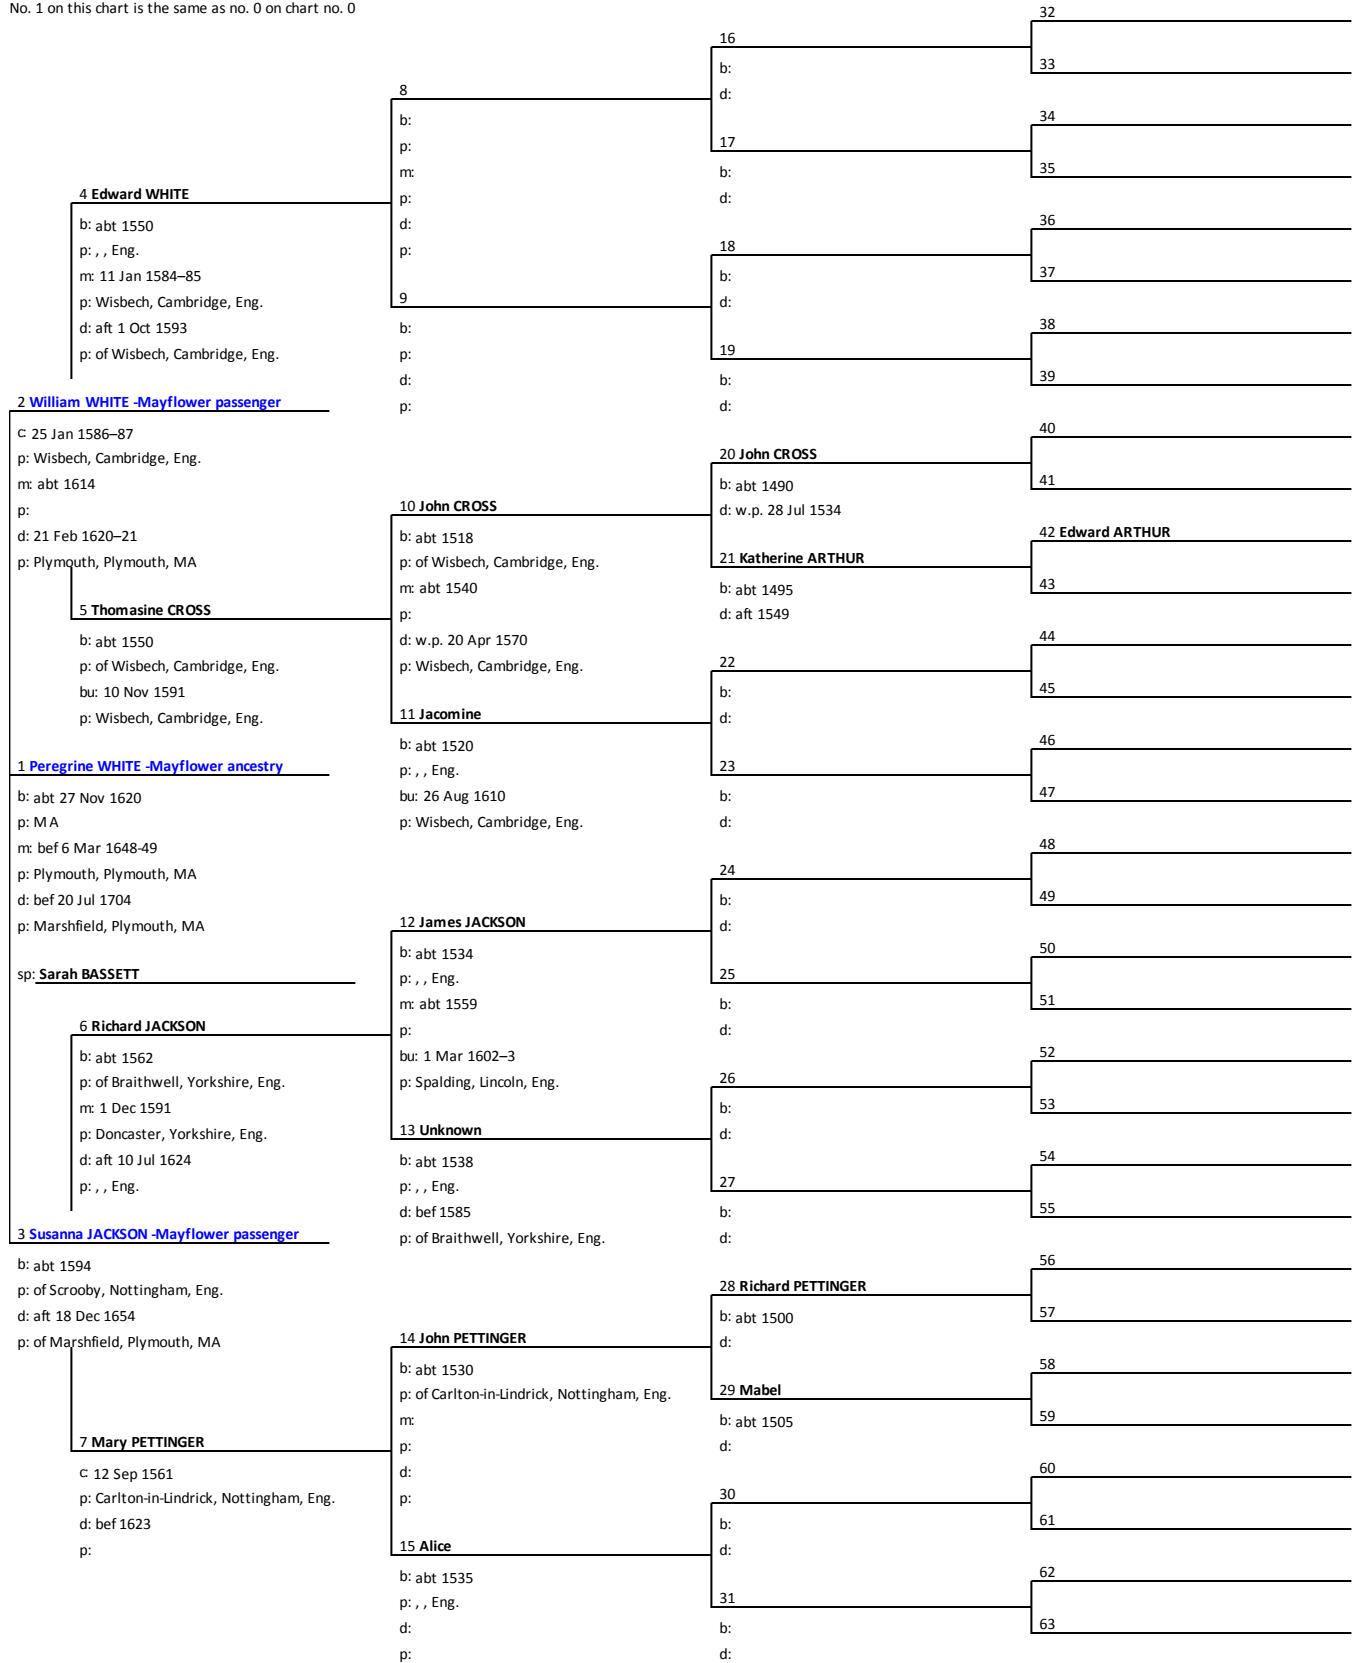 No. 1 on this chart is the same as no. 0 on chart no. 0
4 Edward WHITE
b: abt 1550
p: , , Eng.
m: 11 Jan 1584–85
p: Wisbech, Cambridge, Eng.
d: aft 1 Oct 1593
p: of Wisbech, Cambridge, Eng.
2 William WHITE -Mayflower passenger
c: 25 Jan 1586–87
p: Wisbech, Cambridge, Eng.
m: abt 1614
p:
d: 21 Feb 1620–21
p: Plymouth, Plymouth, MA
5 Thomasine CROSS
b: abt 1550
p: of Wisbech, Cambridge, Eng.
bu: 10 Nov 1591
p: Wisbech, Cambridge, Eng.
1 Peregrine WHITE -Mayflower ancestry
b: abt 27 Nov 1620
p: MA
m: bef 6 Mar 1648-49
p: Plymouth, Plymouth, MA
d: bef 20 Jul 1704
p: Marshfield, Plymouth, MA
sp: Sarah BASSETT
6 Richard JACKSON
b: abt 1562
p: of Braithwell, Yorkshire, Eng.
m: 1 Dec 1591
p: Doncaster, Yorkshire, Eng.
d: aft 10 Jul 1624
p: , , Eng.
3 Susanna JACKSON -Mayflower passenger
b: abt 1594
p: of Scrooby, Nottingham, Eng.
d: aft 18 Dec 1654
p: of Marshfield, Plymouth, MA
7 Mary PETTINGER
c: 12 Sep 1561
p: Carlton-in-Lindrick, Nottingham, Eng.
d: bef 1623
p:
8
b:
p:
m:
p:
d:
p:
9
b:
p:
d:
p:
10 John CROSS
b: abt 1518
p: of Wisbech, Cambridge, Eng.
m: abt 1540
p:
d: w.p. 20 Apr 1570
p: Wisbech, Cambridge, Eng.
11 Jacomine
b: abt 1520
p: , , Eng.
bu: 26 Aug 1610
p: Wisbech, Cambridge, Eng.
12 James JACKSON
b: abt 1534
p: , , Eng.
m: abt 1559
p:
bu: 1 Mar 1602–3
p: Spalding, Lincoln, Eng.
13 Unknown
b: abt 1538
p: , , Eng.
d: bef 1585
p: of Braithwell, Yorkshire, Eng.
14 John PETTINGER
b: abt 1530
p: of Carlton-in-Lindrick, Nottingham, Eng.
m:
p:
d:
p:
15 Alice
b: abt 1535
p: , , Eng.
d:
p:
16
b:
d:
17
b:
d:
18
b:
d:
19
b:
d:
20 John CROSS
b: abt 1490
d: w.p. 28 Jul 1534
21 Katherine ARTHUR
b: abt 1495
d: aft 1549
22
b:
d:
23
b:
d:
24
b:
d:
25
b:
d:
26
b:
d:
27
b:
d:
28 Richard PETTINGER
b: abt 1500
d:
29 Mabel
b: abt 1505
d:
30
b:
d:
31
b:
d:
32
33
34
35
36
37
38
39
40
41
42 Edward ARTHUR
43
44
45
46
47
48
49
50
51
52
53
54
55
56
57
58
59
60
61
62
63